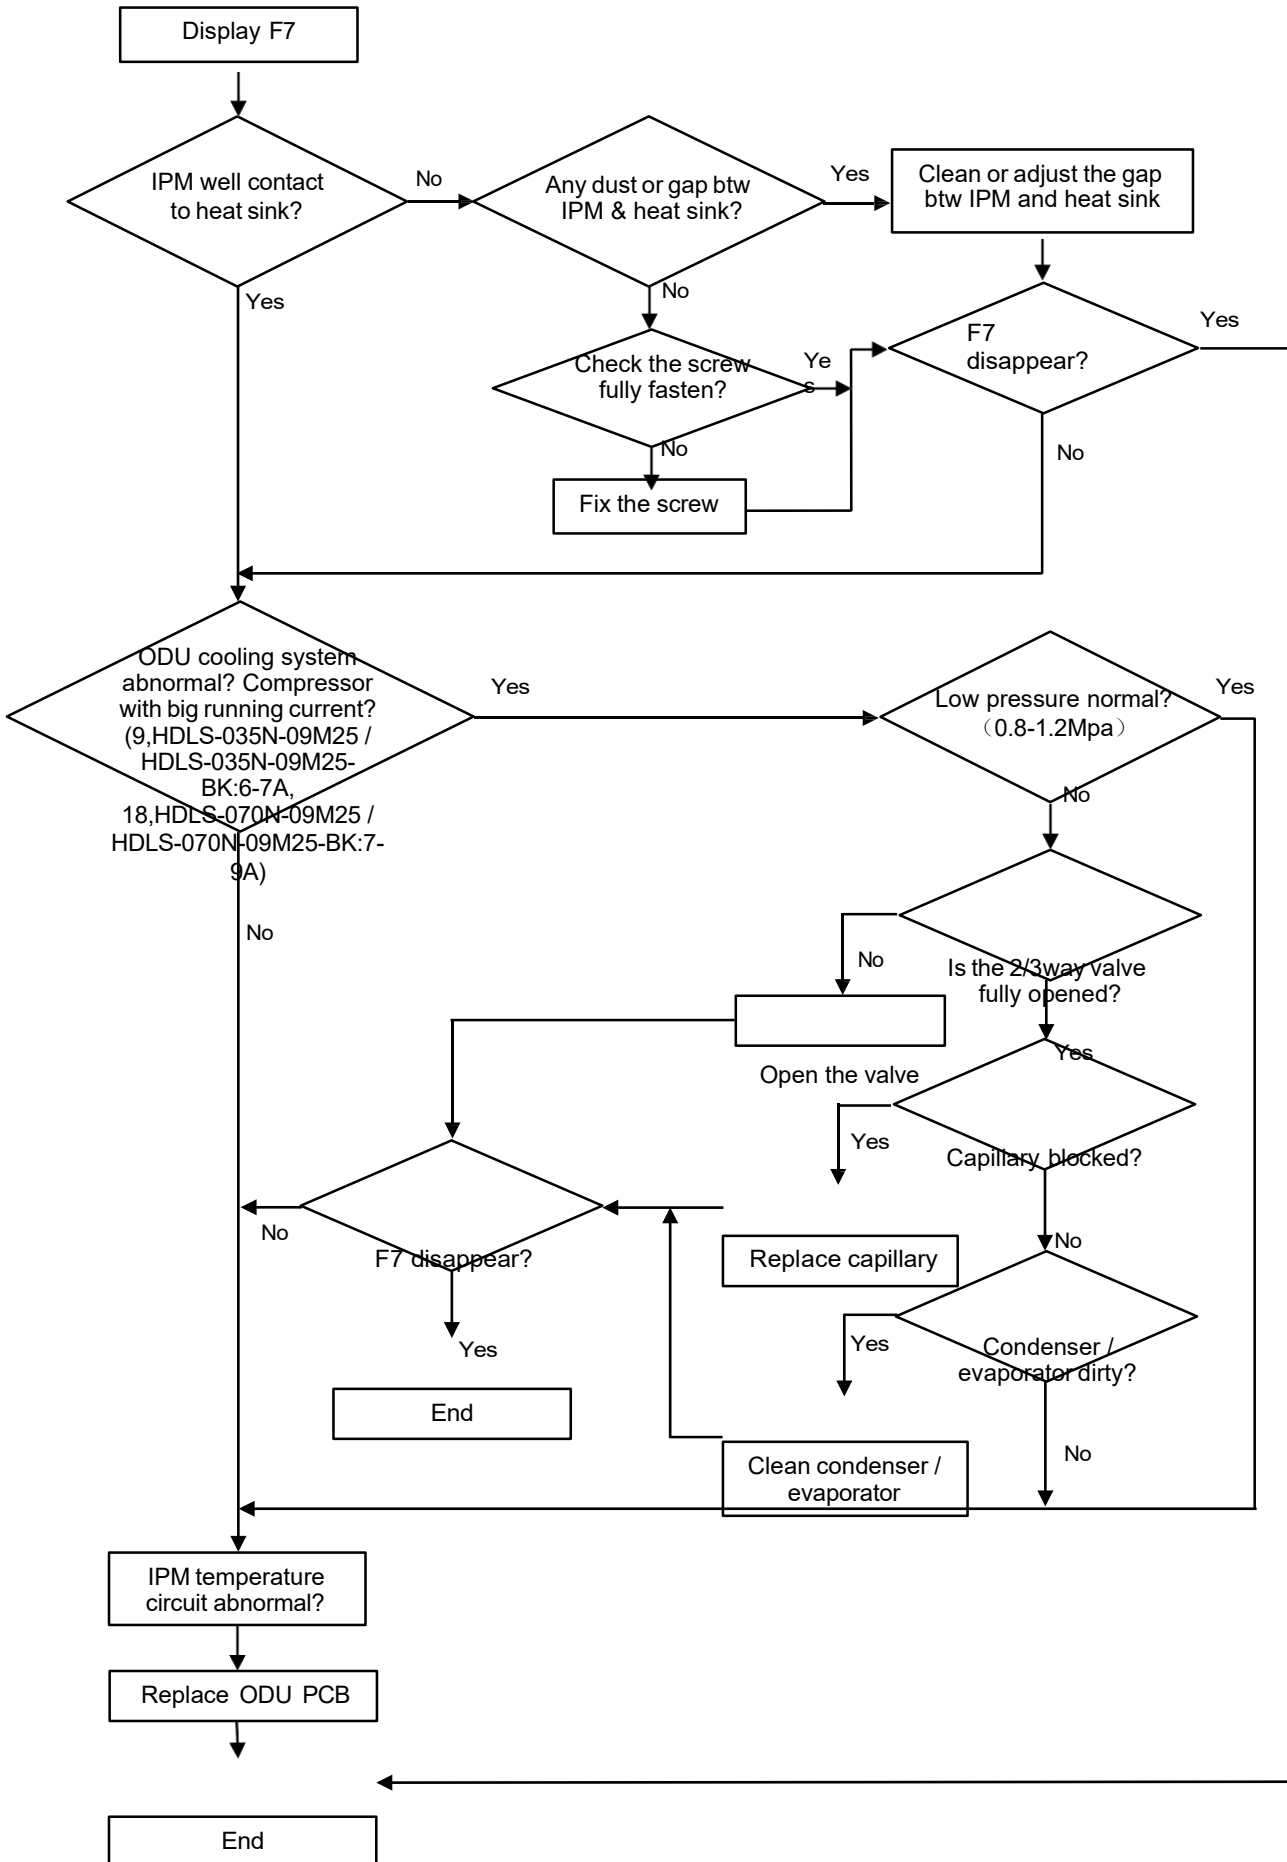 Display F7
IPM well contact
to heat sink?
No
Any dust or gap btw
IPM & heat sink?
Yes
Clean or adjust the gap
btw IPM and heat sink
Yes
No
F7
disappear?
Yes
Check the screw
fully fasten?
Ye
s
No
No
Fix the screw
ODU cooling system
abnormal? Compressor
with big running current?
(9,HDLS-035N-09M25 /
HDLS-035N-09M25-
BK:6-7A,
18,HDLS-070N-09M25 /
HDLS-070N-09M25-BK:7-
9A)
Yes
Low pressure normal?
（0.8-1.2Mpa）
Yes
No
No
No
Is the 2/3way valve
fully opened?
Yes
Open the valve
Yes
Capillary blocked?
No
No
F7 disappear?
Replace capillary
Yes
Yes
Condenser /
evaporator dirty?
End
No
Clean condenser /
evaporator
IPM temperature
circuit abnormal?
Replace ODU PCB
End